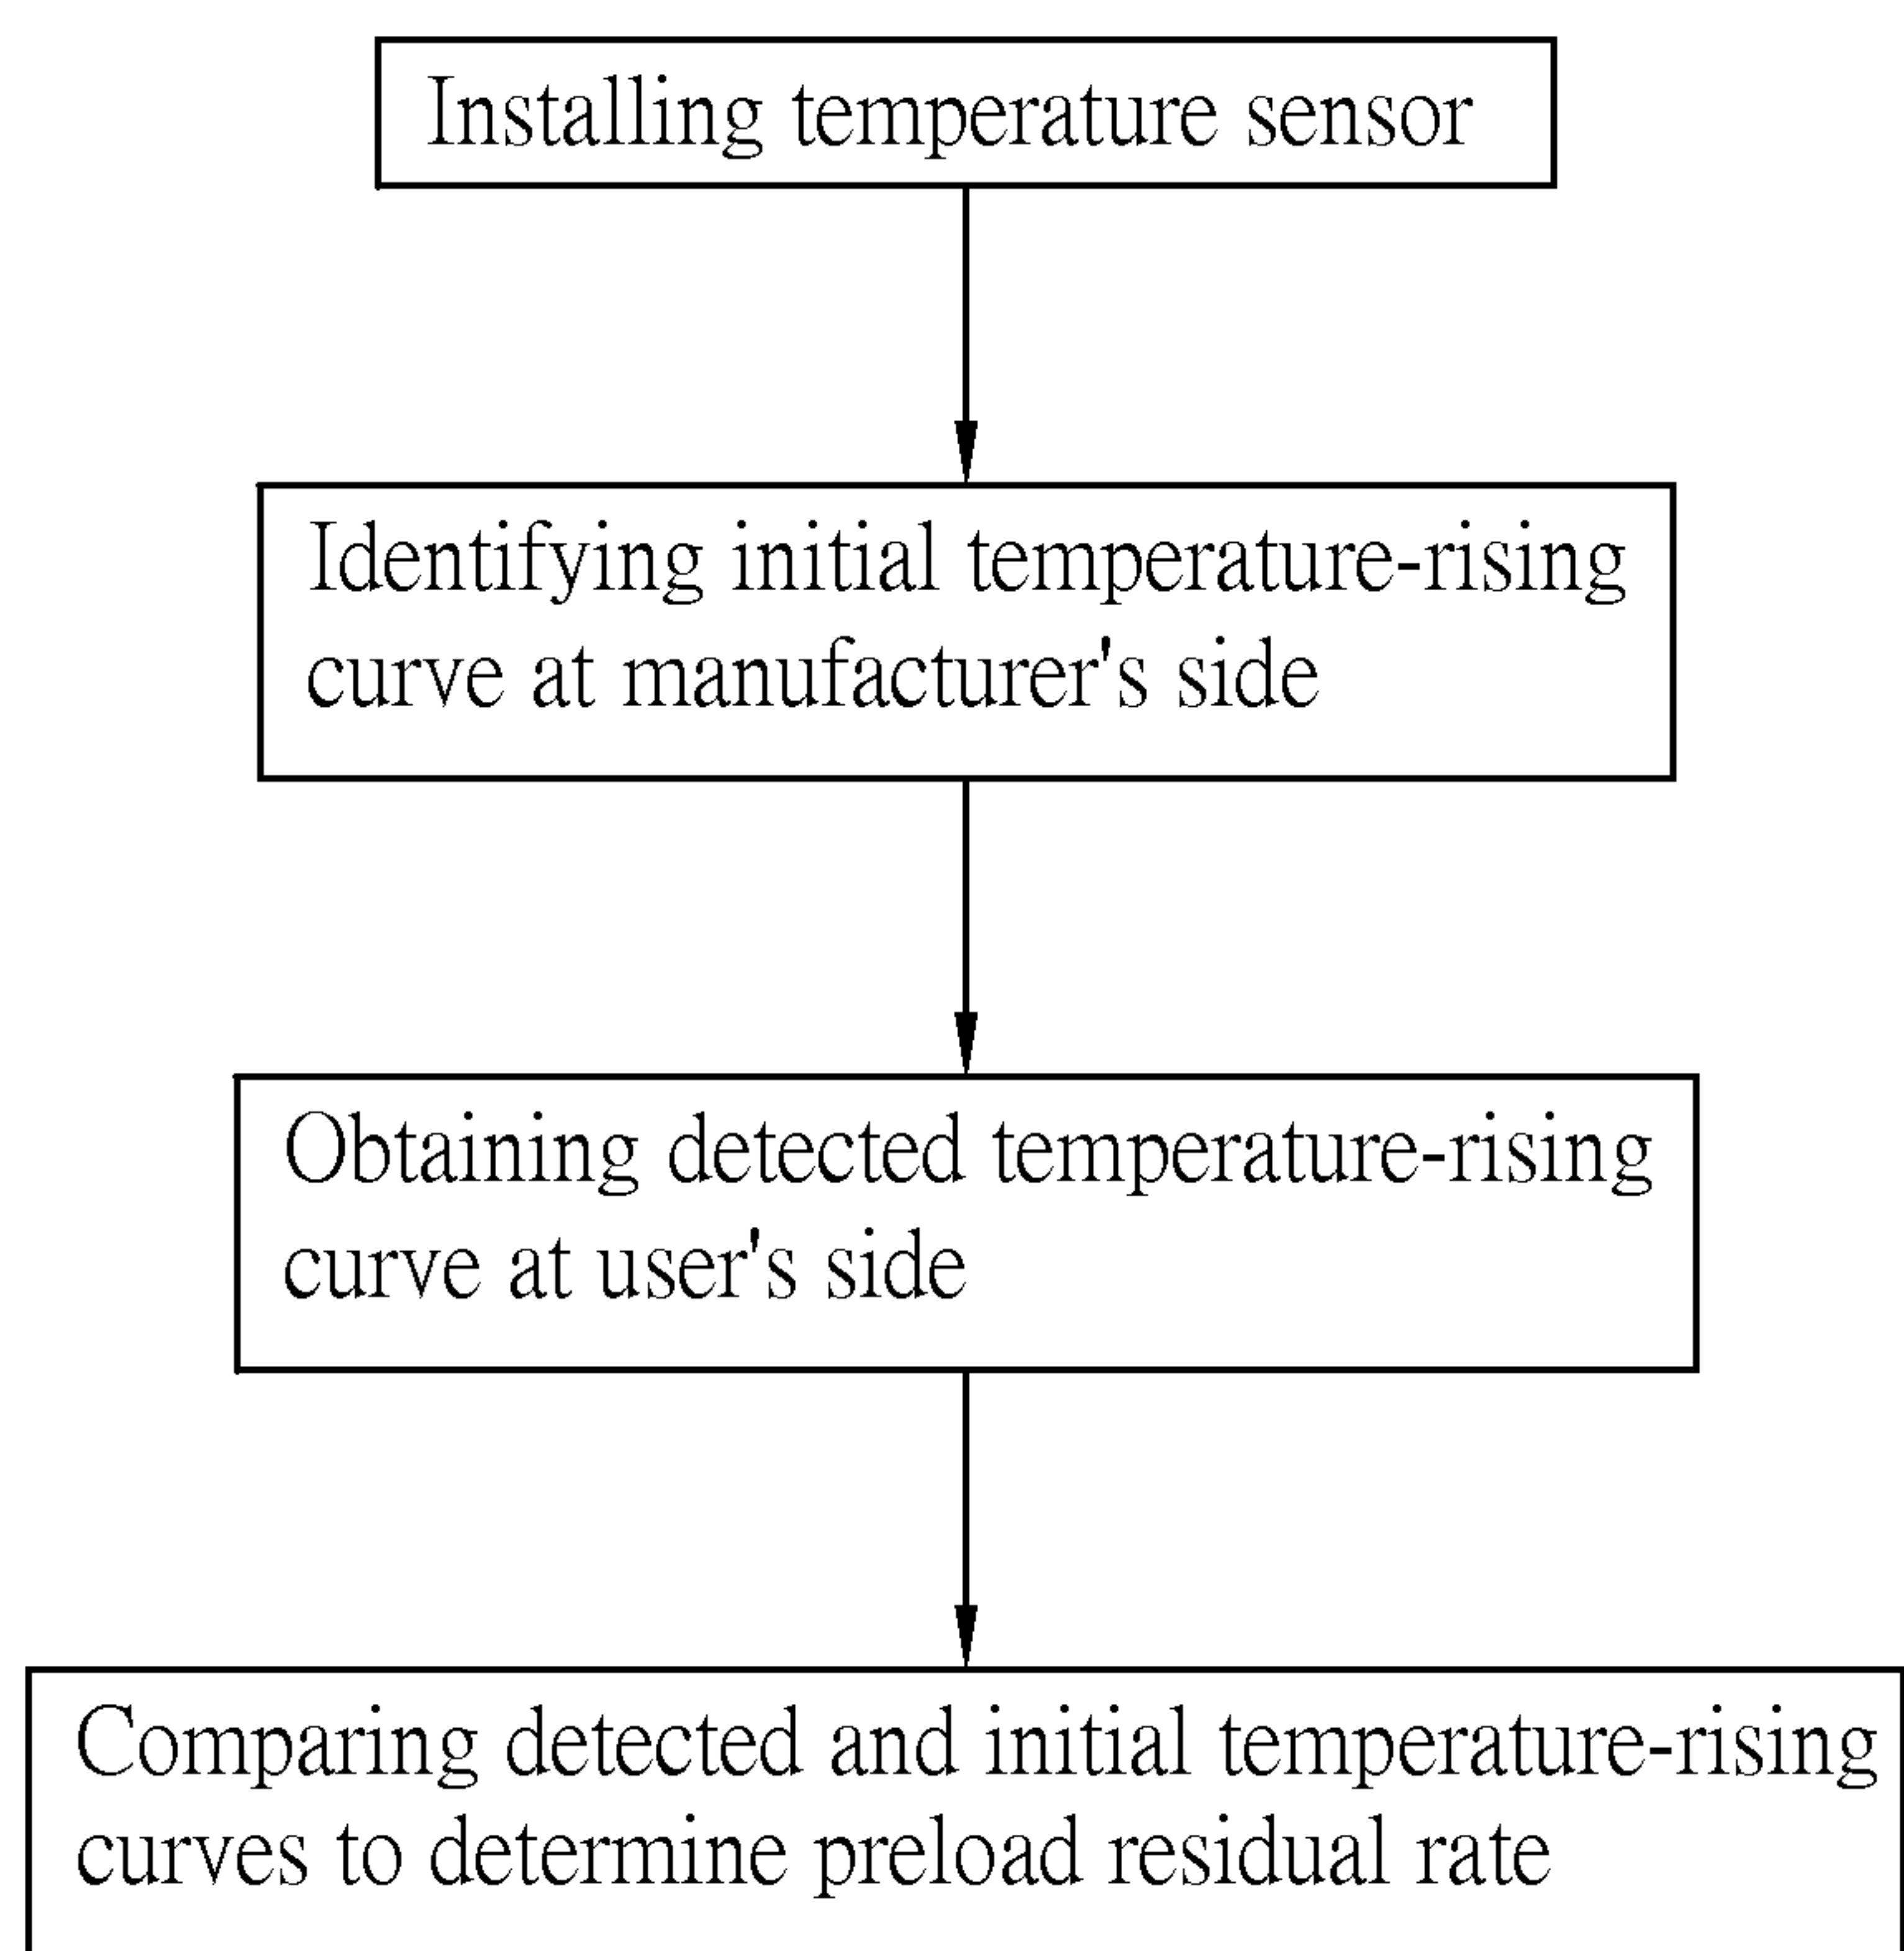 Installing temperature sensor
Identifying initial temperature-rising
curve at manufacturer's side
Obtaining detected temperature-rising
curve at user's side
Comparing detected and initial temperature-rising
curves to determine preload residual rate